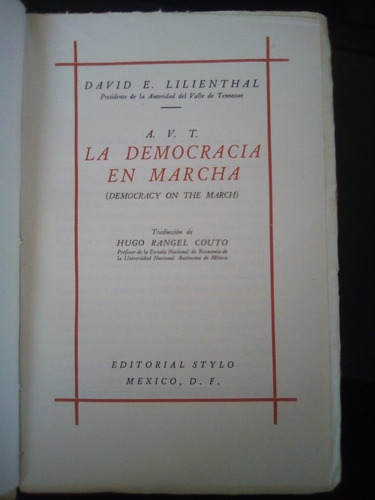 DAVID E. LILIENTHAL
Presidente de la Autoridad del Valle de Tennessee
A. V. T.
LA DEMOCRACIA
EN MARCHA
(DEMOCRACY ON THE MARCH)
Traducción de
HUGO RANGEL COUTO
Profesor de la Escuela Nacional de Economía de
la Universidad Nacional Autónoma de México
EDITORIAL STYLO
MEXICO, D. F.